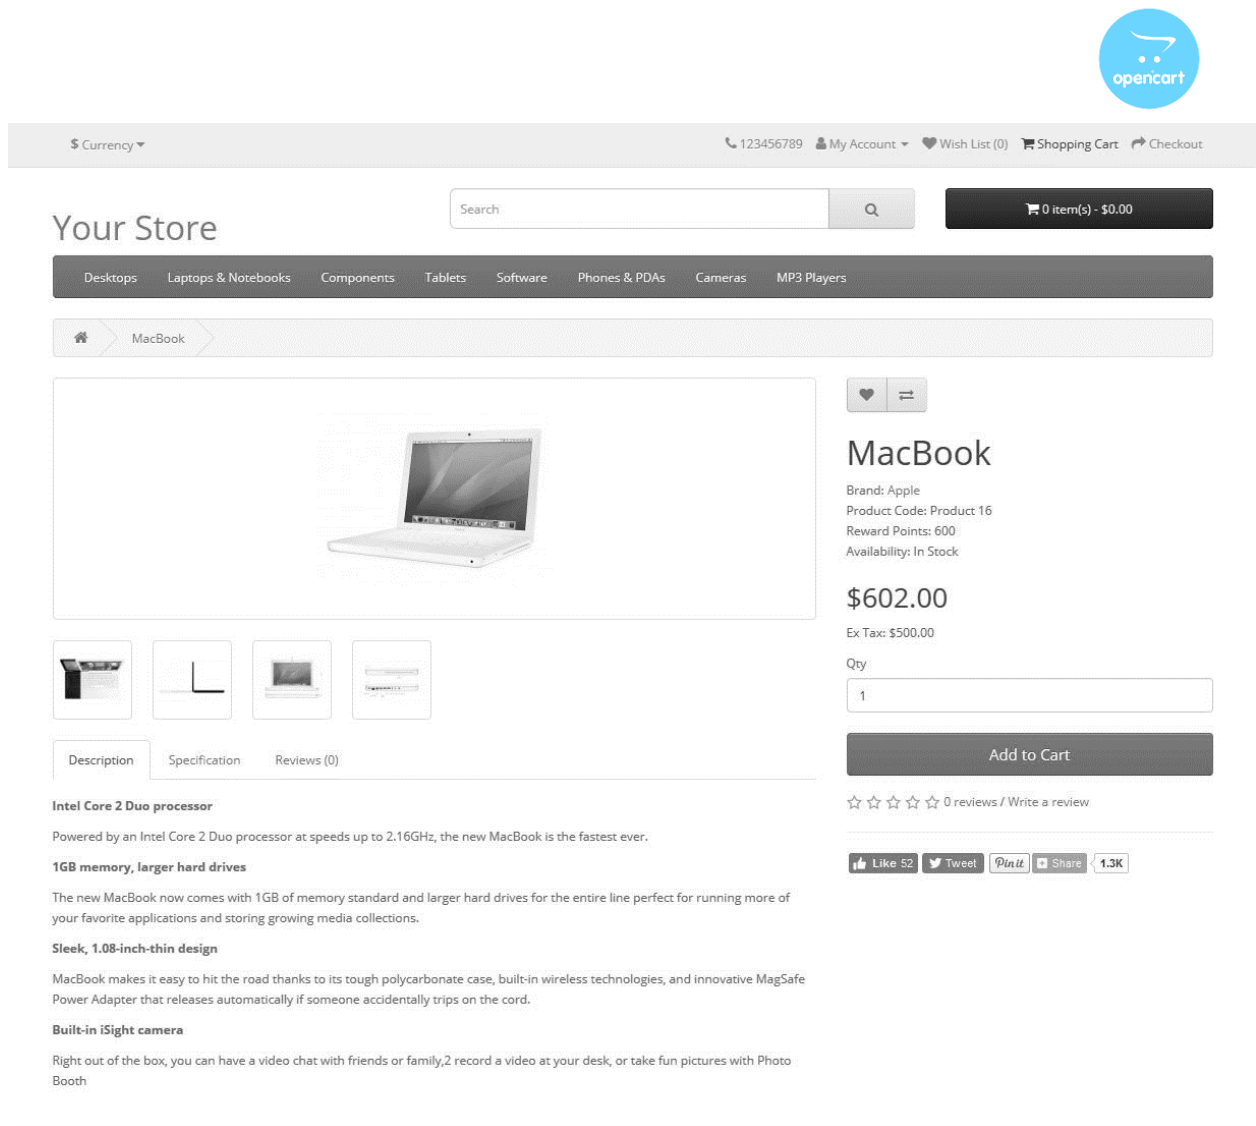 opencart
$ Currency
123456789 My Account Wish List (0) Shopping Cart Checkout
Your Store
Search
0 item(s) - $0.00
Desktops Laptops & Notebooks Components Tablets Software Phones & PDAs Cameras MP3 Players
MacBook
MacBook
Brand: Apple
Product Code: Product 16
Reward Points: 600
Availability: In Stock
$602.00
Ex Tax: $500.00
Qty
1
Add to Cart
0 reviews / Write a review
Like 52 Tweet Pin it Share 1.3K
Description Specification Reviews (0)
Intel Core 2 Duo processor
Powered by an Intel Core 2 Duo processor at speeds up to 2.16GHz, the new MacBook is the fastest ever.
1GB memory, larger hard drives
The new MacBook now comes with 1GB of memory standard and larger hard drives for the entire line perfect for running more of
your favorite applications and storing growing media collections.
Sleek, 1.08-inch-thin design
MacBook makes it easy to hit the road thanks to its tough polycarbonate case, built-in wireless technologies, and innovative MagSafe
Power Adapter that releases automatically if someone accidentally trips on the cord.
Built-in iSight camera
Right out of the box, you can have a video chat with friends or family,2 record a video at your desk, or take fun pictures with Photo
Booth